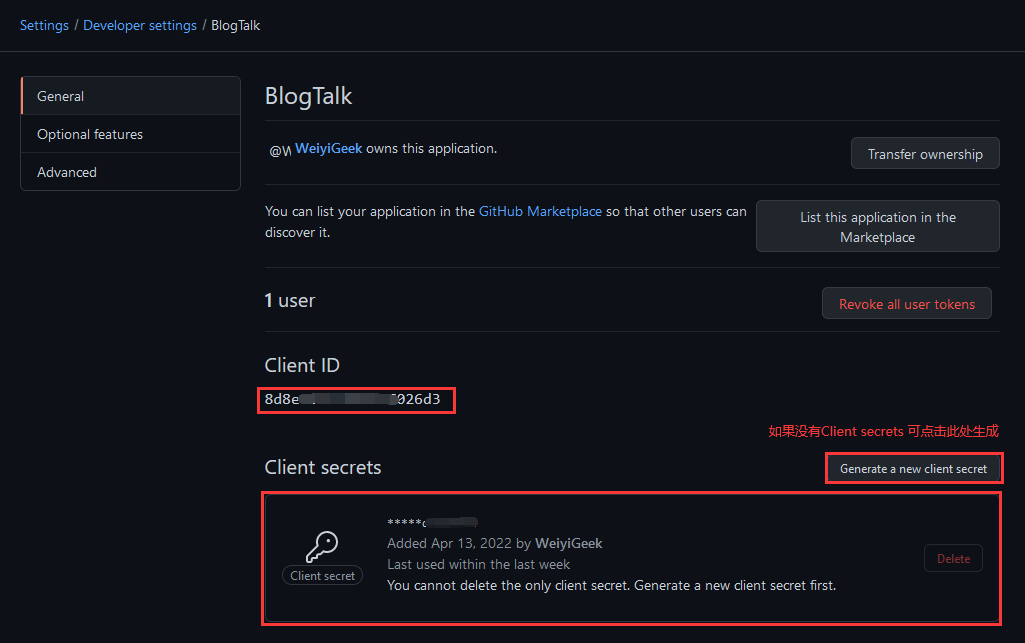 Settings / Developer settings / BlogTalk
General
Optional features
Advanced
BlogTalk
@W WeiyiGeek owns this application.
Transfer ownership
You can list your application in the GitHub Marketplace so that other users can
discover it.
List this application in the
Marketplace
1 user
Revoke all user tokens
Client ID
8d8e 026d3
如果没有Client secrets 可点击此处生成
Client secrets
Generate a new client secret
*****
Added Apr 13, 2022 by WeiyiGeek
Last used within the last week
You cannot delete the only client secret. Generate a new client secret first.
Client secret
Delete